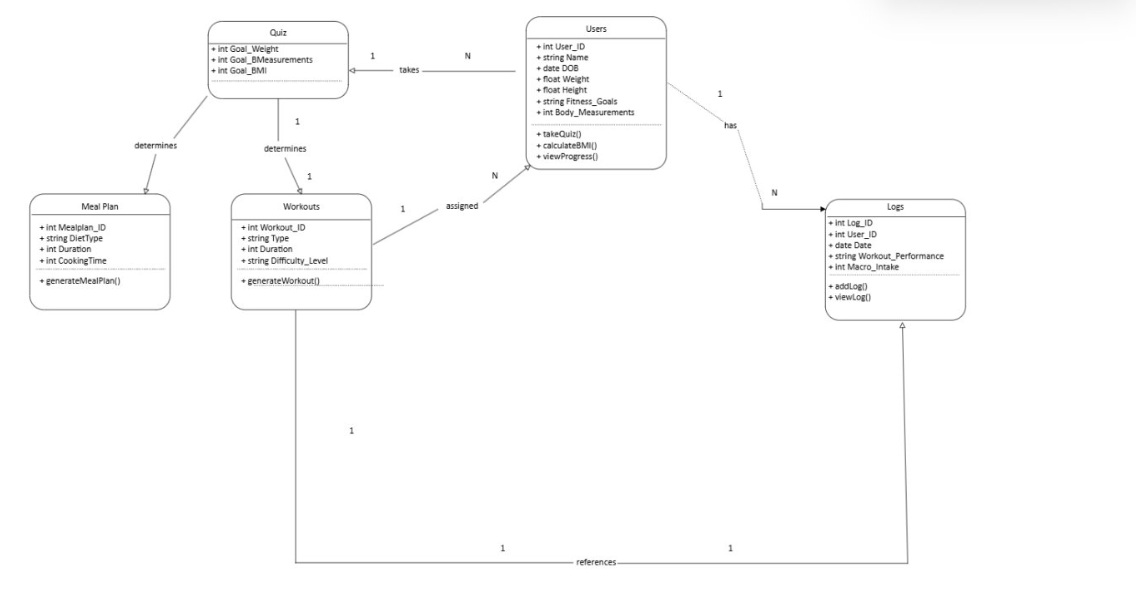 Quiz
+ int Goal_Weight
+ int Goal_BMeasurements
+ int Goal_BMI
1
N
takes
Users
+ int User_ID
+ string Name
+ date DOB
+ float Weight
+ float Height
+ string Fitness_Goals
+ int Body_Measurements
+ takeQuiz()
+ calculateBMI()
+ viewProgress()
1
has
N
determines
1
determines
1
Meal Plan
+ int Mealplan_ID
+ string DietType
+ int Duration
+ int CookingTime
+ generateMealPlan()
Workouts
+ int Workout_ID
+ string Type
+ int Duration
+ string Difficulty_Level
+ generateWorkout()
1
assigned
N
Logs
+ int Log_ID
+ int User_ID
+ date Date
+ string Workout_Performance
+ int Macro_Intake
+ addLog()
+ viewLog()
1
1
1
references